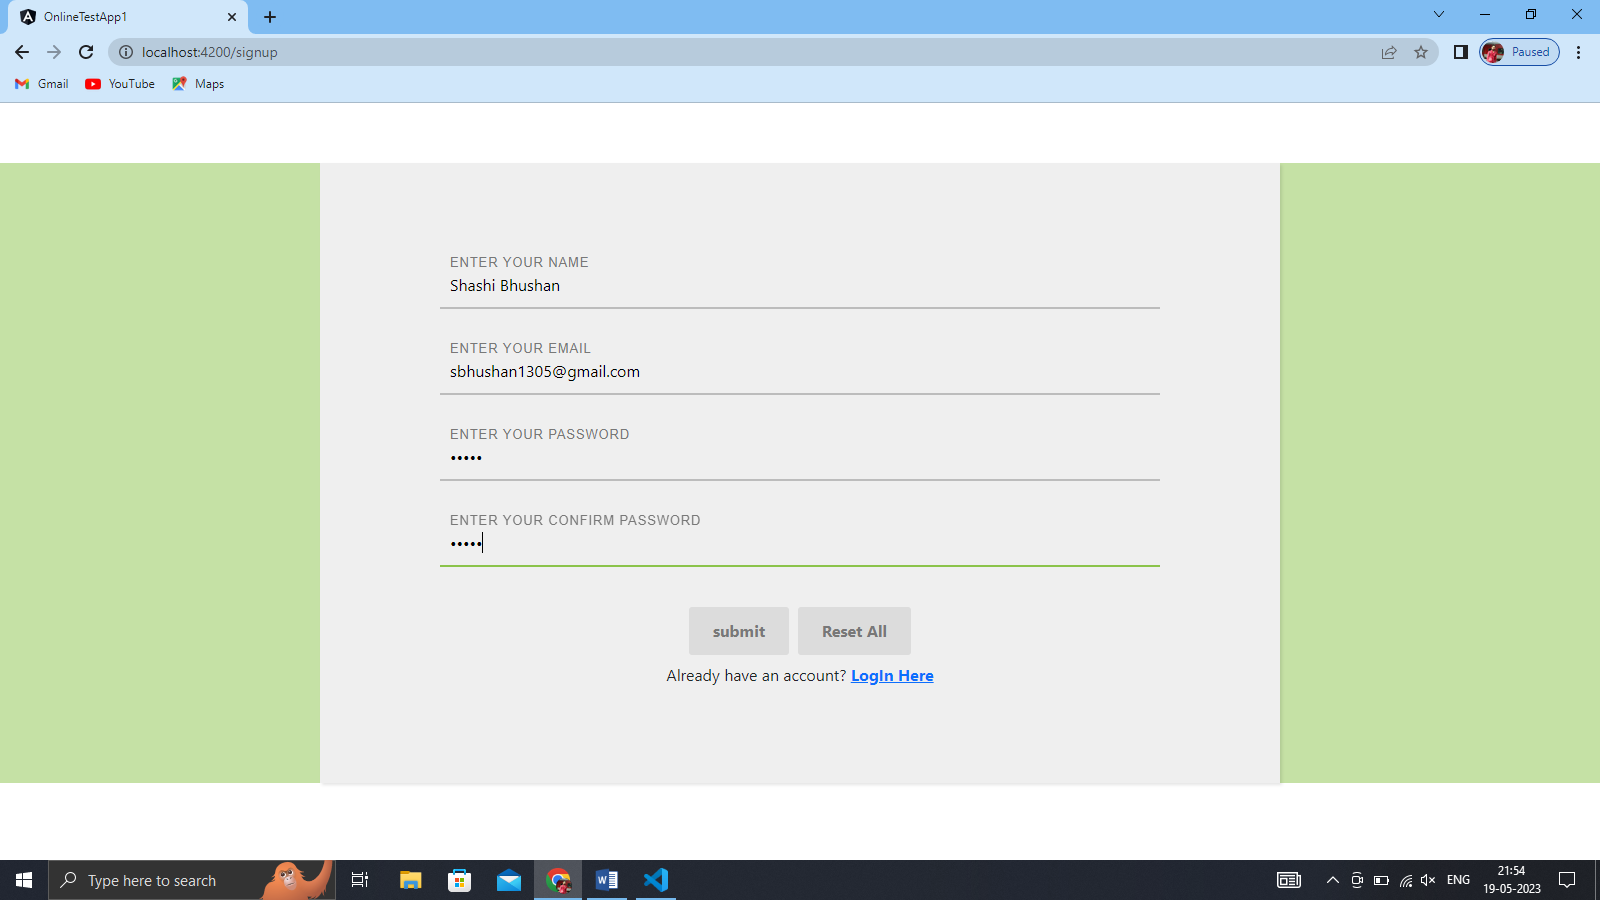 OnlineTestApp1
localhost:4200/signup
Paused
Gmail YouTube Maps
ENTER YOUR NAME
Shashi Bhushan
ENTER YOUR EMAIL
sbhushan1305@gmail.com
ENTER YOUR PASSWORD
•••••
ENTER YOUR CONFIRM PASSWORD
•••••
submit Reset All
Already have an account? LogIn Here
Type here to search
ENG
21:54
19-05-2023